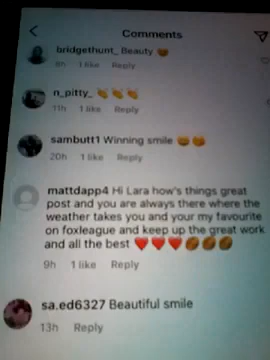 Comments
bridgehunt_ Beauty 😍
8h 1 like Reply
n_pitty_ 👏👏👏
11h 1 like Reply
sambutt1 Winning smile 😀😍
20h 1 like Reply
mattdapp4 Hi Lara how's things great
post and you are always there where the
weather takes you and your my favourite
on foxleague and keep up the great work
and all the best ❤️❤️❤️🏉🏉🏉
9h 1 like Reply
sa.ed6327 Beautiful smile
13h Reply